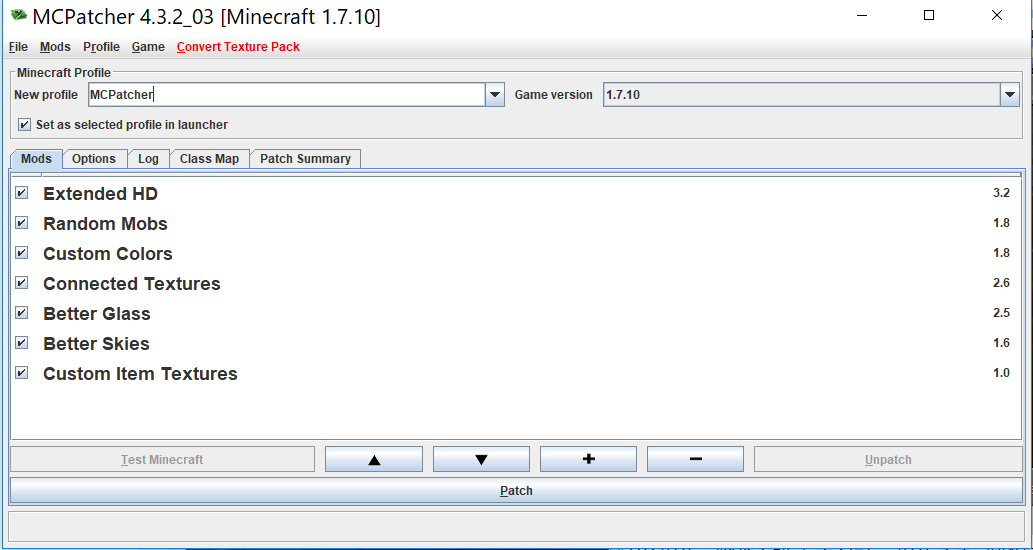 MCPatcher 4.3.2_03 [Minecraft 1.7.10]
File Mods Profile Game Convert Texture Pack
Minecraft Profile
New profile MCPatcher Game version 1.7.10
Set as selected profile in launcher
Mods Options Log Class Map Patch Summary
Extended HD 3.2
Random Mobs 1.8
Custom Colors 1.8
Connected Textures 2.6
Better Glass 2.5
Better Skies 1.6
Custom Item Textures 1.0
Test Minecraft + − Unpatch
Patch